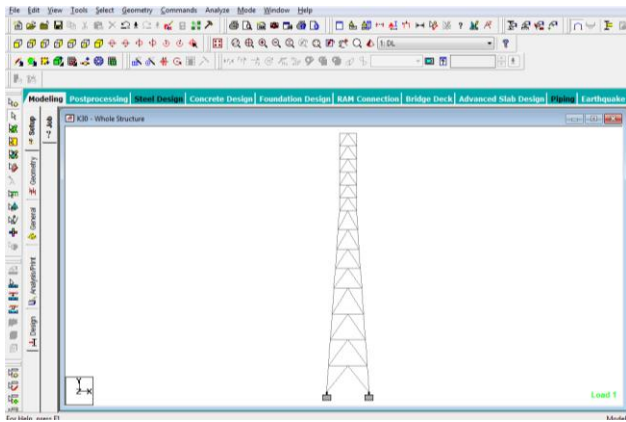 File Edit View Tools Select Geometry Commands Analyze Mode Window Help
1: DL
Modeling Postprocessing Steel Design Concrete Design Foundation Design RAM Connection Bridge Deck Advanced Slab Design Piping Earthquake
Setup
Job
K30 - Whole Structure
Geometry
General
Analysis/Print
Design
Y
Z X
Load 1
For Help, press F1
Model